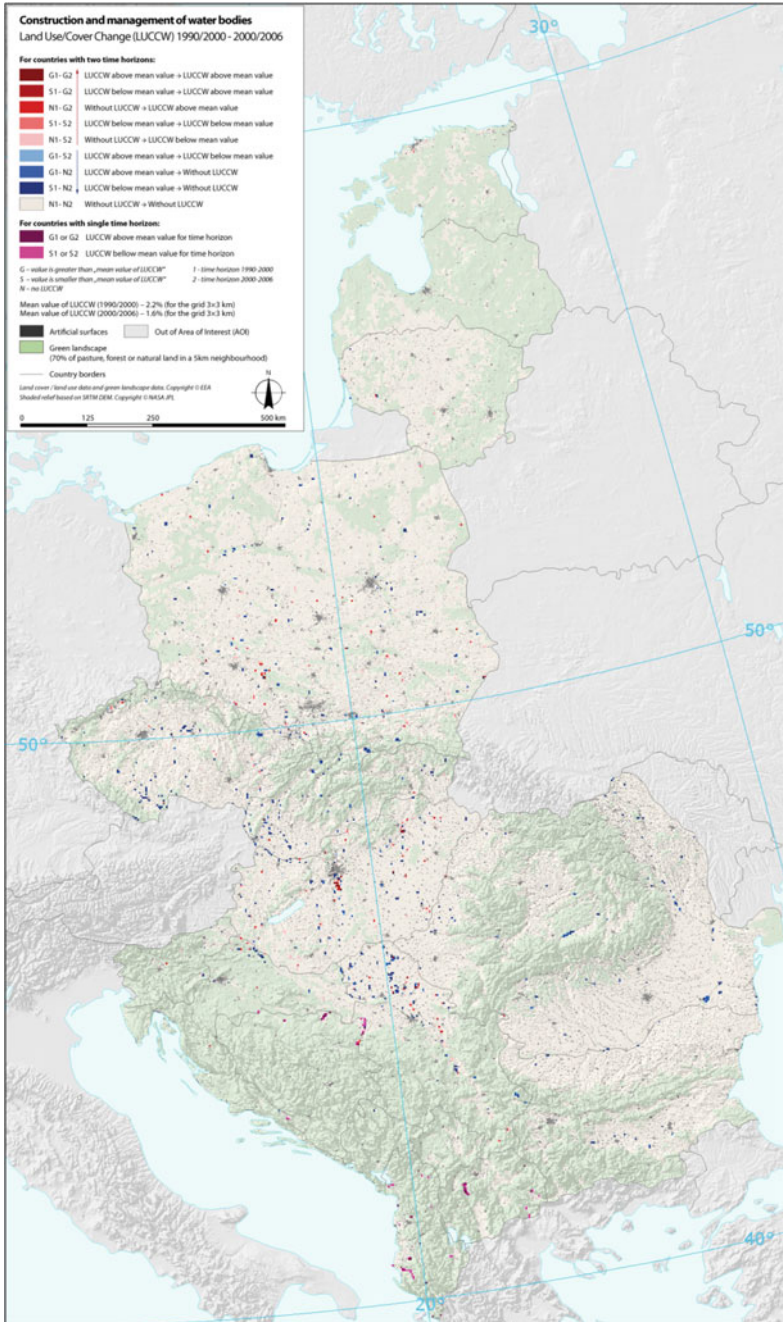 Construction and management of water bodies
Land Use/Cover Change (LUCCW) 1990/2000 - 2000/2006
For countries with two time horizons:
G1- G2 LUCCW above mean value → LUCCW above mean value
S1- G2 LUCCW below mean value → LUCCW above mean value
N1- G2 Without LUCCW → LUCCW above mean value
S1- S2 LUCCW below mean value → LUCCW below mean value
N1- S2 Without LUCCW → LUCCW below mean value
G1- S2 LUCCW above mean value → LUCCW below mean value
G1- N2 LUCCW above mean value → Without LUCCW
S1- N2 LUCCW below mean value → Without LUCCW
N1- N2 Without LUCCW → Without LUCCW
For countries with single time horizon:
G1 or G2 LUCCW above mean value for time horizon
S1 or S2 LUCCW bellow mean value for time horizon
G – value is greater than „mean value of LUCCW" 1 - time horizon 1990-2000
S – value is smaller than „mean value of LUCCW" 2 - time horizon 2000-2006
N – no LUCCW
Mean value of LUCCW (1990/2000) – 2.2% (for the grid 3×3 km)
Mean value of LUCCW (2000/2006) – 1.6% (for the grid 3×3 km)
Artificial surfaces Out of Area of Interest (AOI)
Green landscape
(70% of pasture, forest or natural land in a 5km neighbourhood)
Country borders
N
Land cover / land use data and green landscape data. Copyright © EEA
Shaded relief based on SRTM DEM. Copyright © NASA JPL
0 125 250 500 km
30°
50°
50°
40°
20°